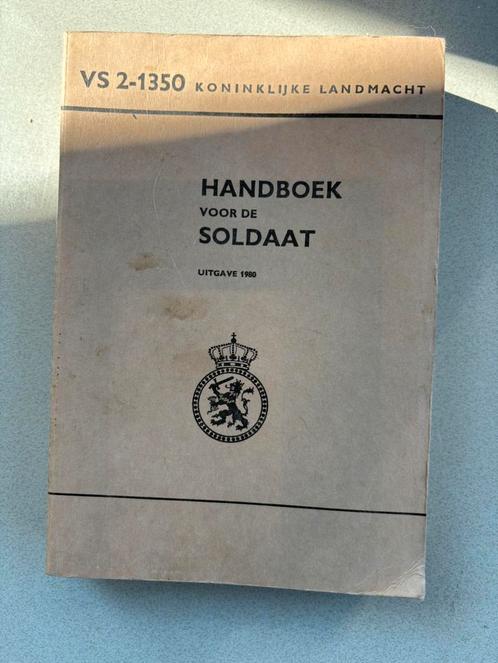 VS 2-1350 KONINKLIJKE LANDMACHT
HANDBOEK
VOOR DE
SOLDAAT
UITGAVE 1980